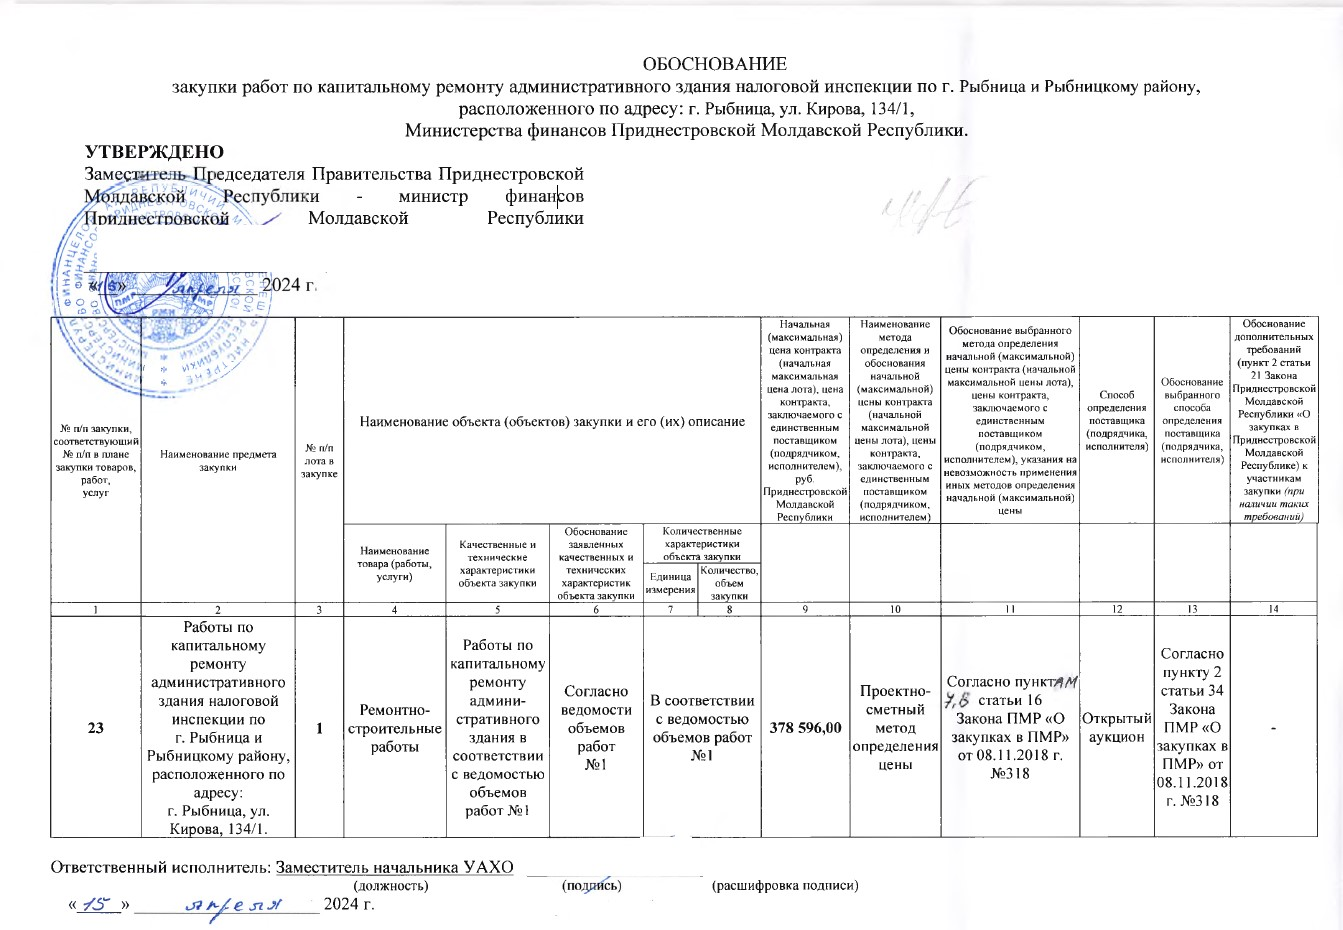 ОБОСНОВАНИЕ
закупки работ по капитальному ремонту административного здания налоговой инспекции по г. Рыбница и Рыбницкому району,
расположенного по адресу: г. Рыбница, ул. Кирова, 134/1,
Министерства финансов Приднестровской Молдавской Республики.
УТВЕРЖДЕНО
Заместитель Председателя Правительства Приднестровской
Молдавской Республики - министр финансов
Приднестровской Молдавской Республики
«15» апреля 2024 г.
№ п/п закупки,
соответствующий
№ п/п в плане
закупки товаров,
работ,
услуг
Наименование предмета
закупки
№ п/п
лота в
закупке
Наименование объекта (объектов) закупки и его (их) описание
Начальная
(максимальная)
цена контракта
(начальная
максимальная
цена лота), цена
контракта,
заключаемого с
единственным
поставщиком
(подрядчиком,
исполнителем),
руб.
Приднестровской
Молдавской
Республики
Наименование
метода
определения и
обоснования
начальной
(максимальной)
цены контракта
(начальной
максимальной
цены лота), цены
контракта,
заключаемого с
единственным
поставщиком
(подрядчиком,
исполнителем)
Обоснование выбранного
метода определения
начальной (максимальной)
цены контракта (начальной
максимальной цены лота),
цены контракта,
заключаемого с
единственным
поставщиком
(подрядчиком,
исполнителем), указания на
невозможность применения
иных методов определения
начальной (максимальной)
цены
Способ
определения
поставщика
(подрядчика,
исполнителя)
Обоснование
выбранного
способа
определения
поставщика
(подрядчика,
исполнителя)
Обоснование
дополнительных
требований
(пункт 2 статьи
21 Закона
Приднестровской
Молдавской
Республики «О
закупках в
Приднестровской
Молдавской
Республике) к
участникам
закупки (при
наличии таких
требований)
Наименование
товара (работы,
услуги)
Качественные и
технические
характеристики
объекта закупки
Обоснование
заявленных
качественных и
технических
характеристик
объекта закупки
Количественные
характеристики
объекта закупки
Единица
измерения
Количество,
объем
закупки
1 2 3 4 5 6 7 8 9 10 11 12 13 14
23
Работы по
капитальному
ремонту
административного
здания налоговой
инспекции по
г. Рыбница и
Рыбницкому району,
расположенного по
адресу:
г. Рыбница, ул.
Кирова, 134/1.
1
Ремонтно-
строительные
работы
Работы по
капитальному
ремонту
админи-
стративного
здания в
соответствии
с ведомостью
объемов
работ №1
Согласно
ведомости
объемов
работ
№1
В соответствии
с ведомостью
объемов работ
№1
378 596,00
Проектно-
сметный
метод
определения
цены
Согласно пунктам
7,8 статьи 16
Закона ПМР «О
закупках в ПМР»
от 08.11.2018 г.
№318
Открытый
аукцион
Согласно
пункту 2
статьи 34
Закона
ПМР «О
закупках в
ПМР» от
08.11.2018
г. №318
-
Ответственный исполнитель: Заместитель начальника УАХО
(должность) (подпись) (расшифровка подписи)
«15» апреля 2024 г.